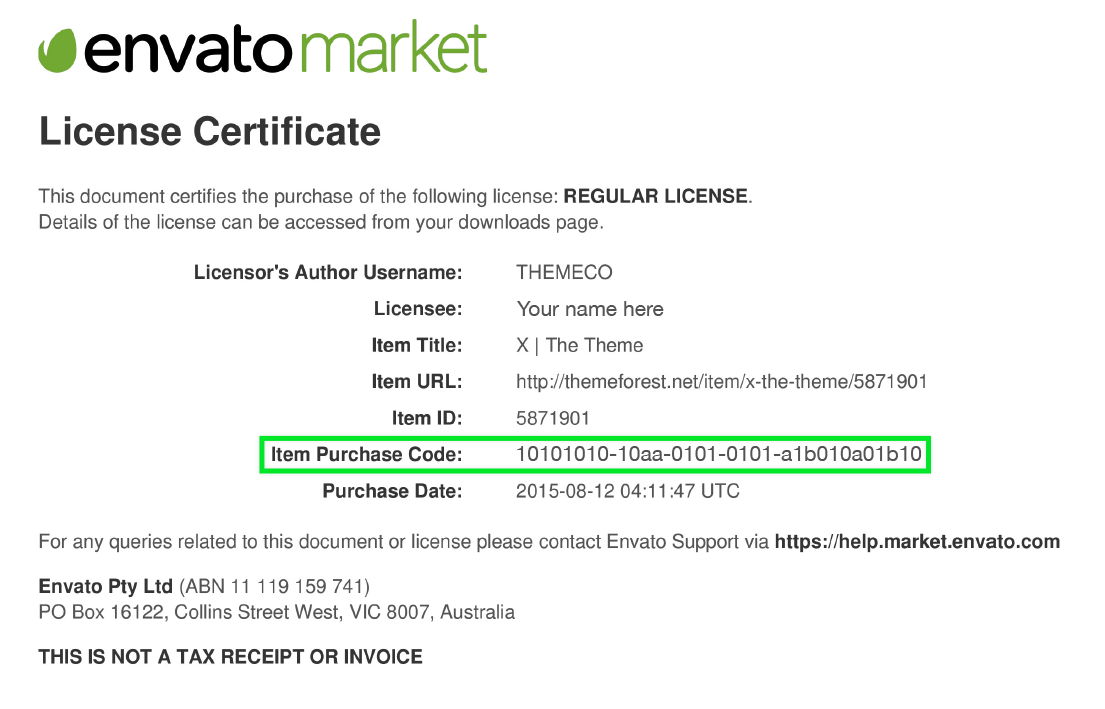 envato market
License Certificate
This document certifies the purchase of the following license: REGULAR LICENSE.
Details of the license can be accessed from your downloads page.
Licensor's Author Username: THEMECO
Licensee: Your name here
Item Title: X | The Theme
Item URL: http://themeforest.net/item/x-the-theme/5871901
Item ID: 5871901
Item Purchase Code: 10101010-10aa-0101-0101-a1b010a01b10
Purchase Date: 2015-08-12 04:11:47 UTC
For any queries related to this document or license please contact Envato Support via https://help.market.envato.com
Envato Pty Ltd (ABN 11 119 159 741)
PO Box 16122, Collins Street West, VIC 8007, Australia
THIS IS NOT A TAX RECEIPT OR INVOICE